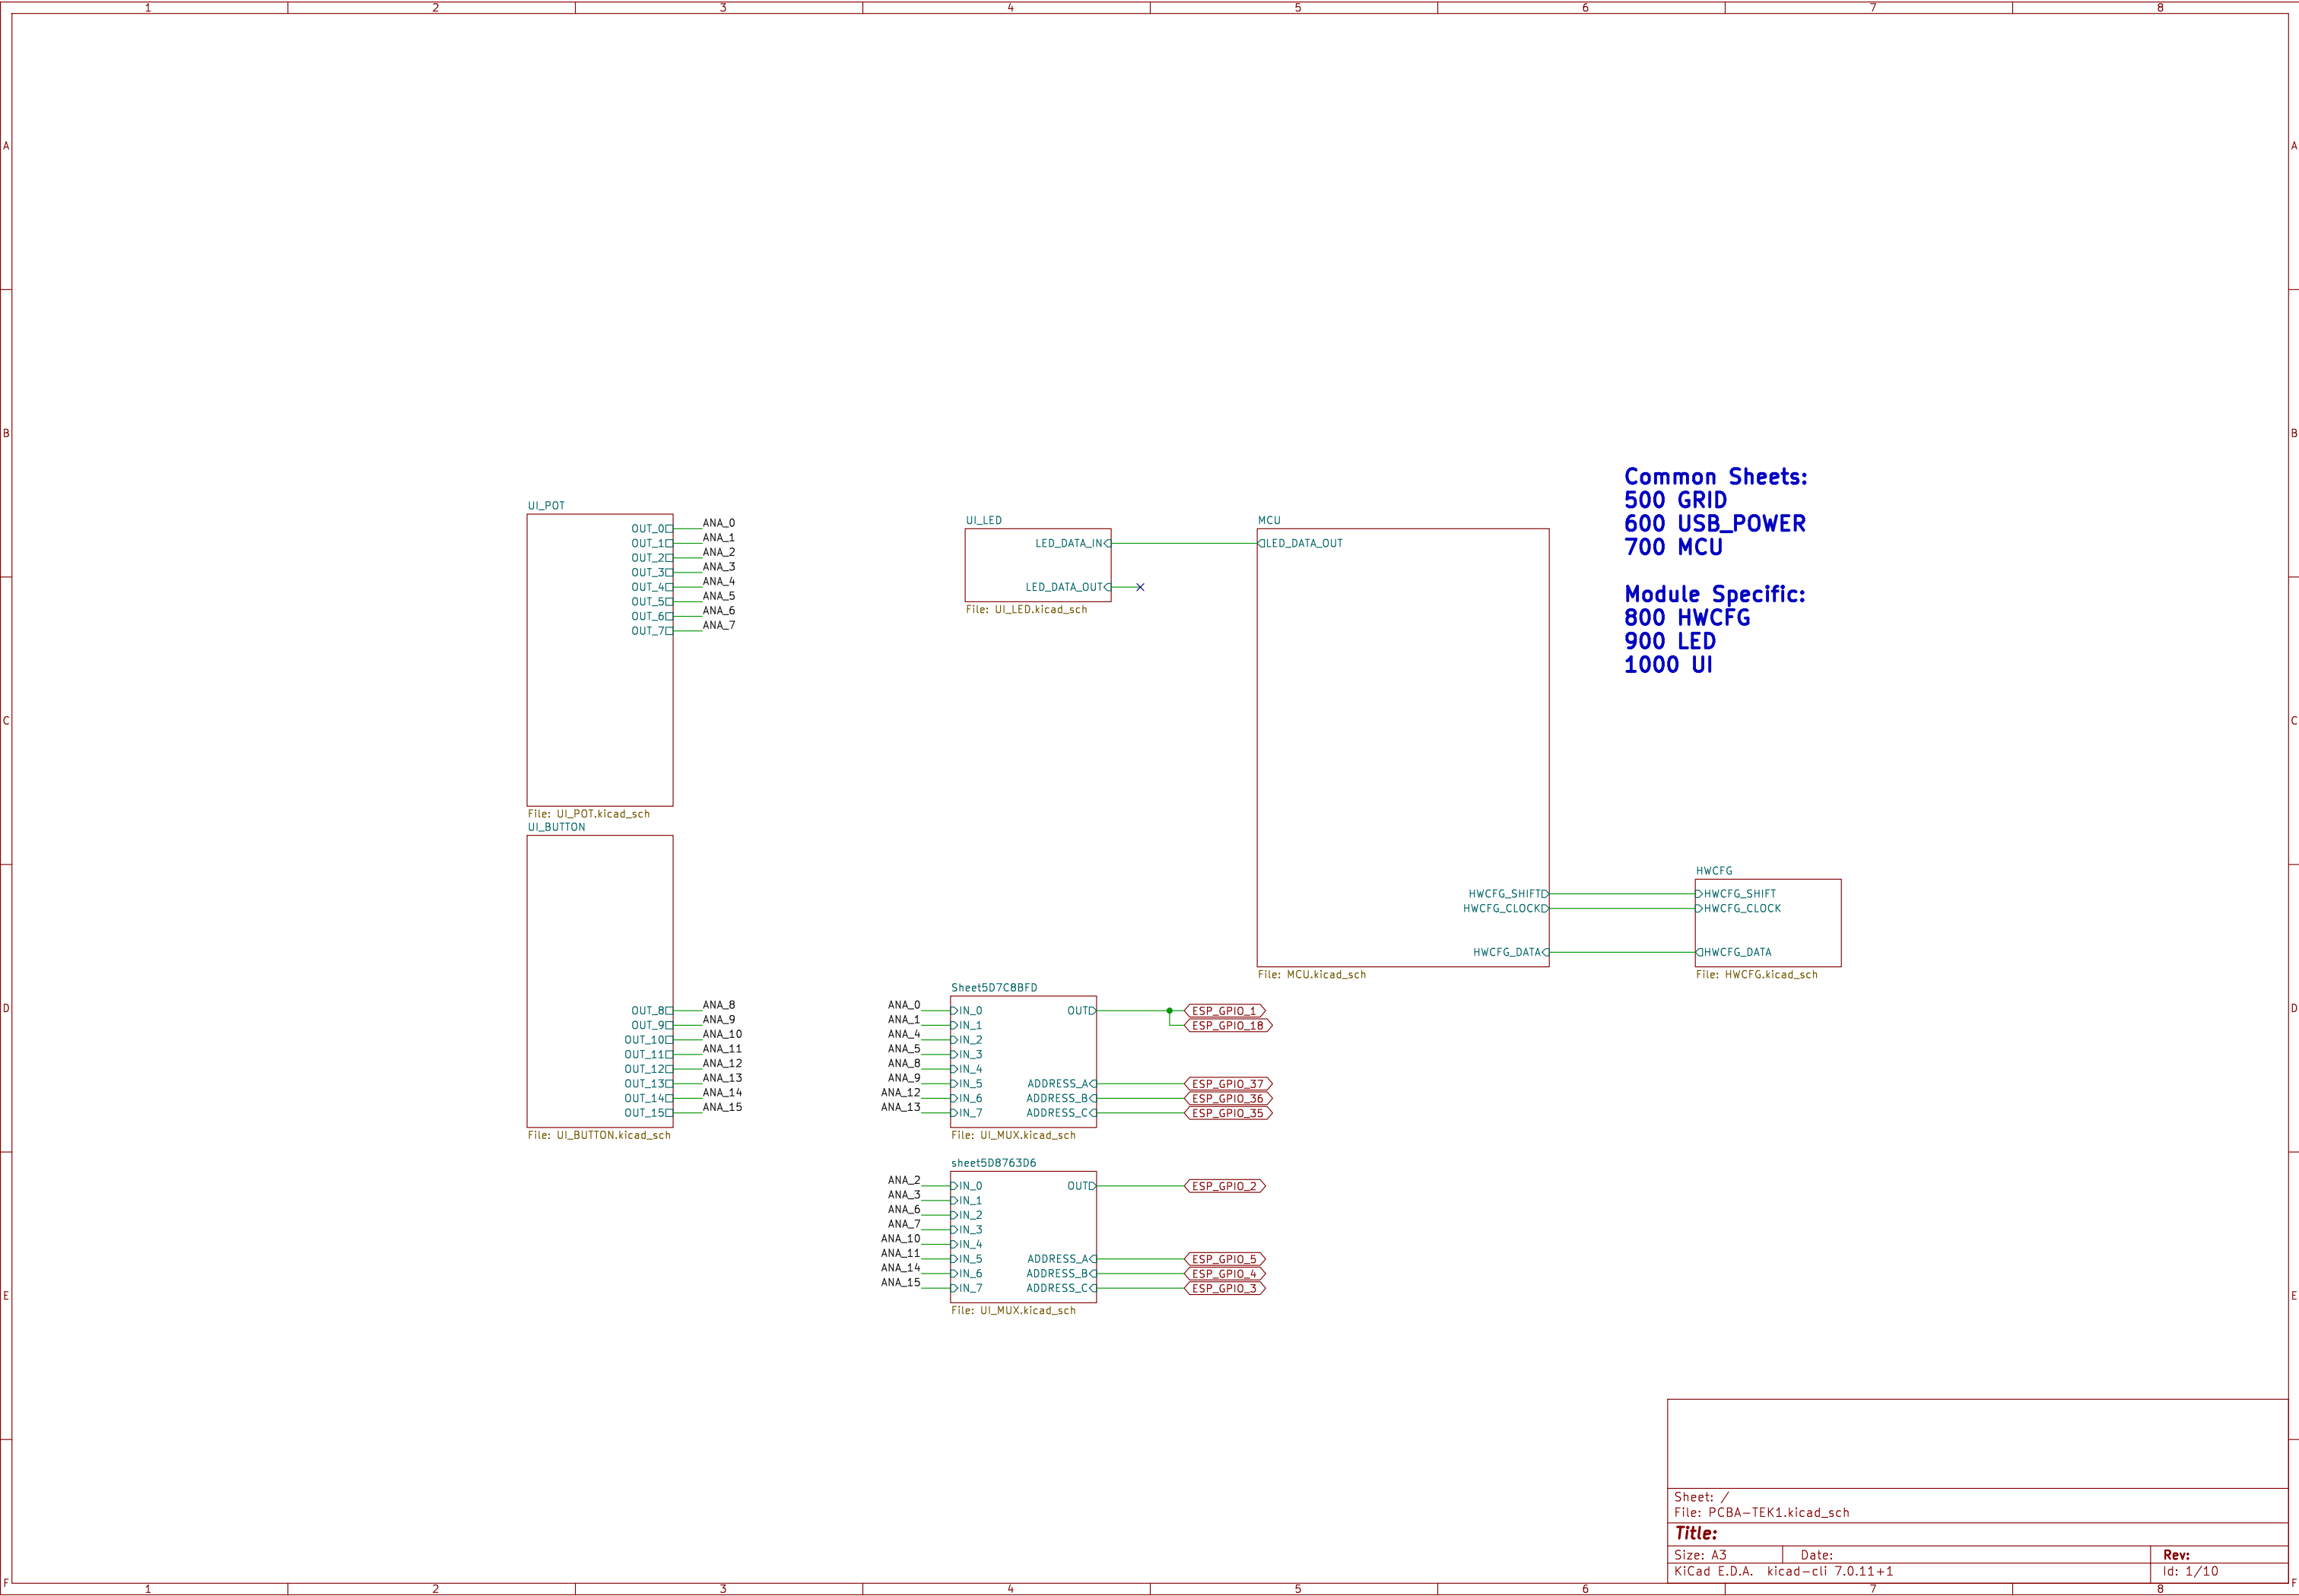 1 2 3 4 5 6 7 8
A A
B B
C C
D D
E E
F F
Common Sheets:
500 GRID
600 USB_POWER
700 MCU
Module Specific:
800 HWCFG
900 LED
1000 UI
UI_POT
OUT_0 ANA_0
OUT_1 ANA_1
OUT_2 ANA_2
OUT_3 ANA_3
OUT_4 ANA_4
OUT_5 ANA_5
OUT_6 ANA_6
OUT_7 ANA_7
File: UI_POT.kicad_sch
UI_BUTTON
OUT_8 ANA_8
OUT_9 ANA_9
OUT_10 ANA_10
OUT_11 ANA_11
OUT_12 ANA_12
OUT_13 ANA_13
OUT_14 ANA_14
OUT_15 ANA_15
File: UI_BUTTON.kicad_sch
UI_LED
LED_DATA_IN
LED_DATA_OUT
File: UI_LED.kicad_sch
MCU
LED_DATA_OUT
HWCFG_SHIFT
HWCFG_CLOCK
HWCFG_DATA
File: MCU.kicad_sch
HWCFG
HWCFG_SHIFT
HWCFG_CLOCK
HWCFG_DATA
File: HWCFG.kicad_sch
Sheet5D7C8BFD
ANA_0 IN_0 OUT ESP_GPIO_1
ANA_1 IN_1 ESP_GPIO_18
ANA_4 IN_2
ANA_5 IN_3
ANA_8 IN_4
ANA_9 IN_5 ADDRESS_A ESP_GPIO_37
ANA_12 IN_6 ADDRESS_B ESP_GPIO_36
ANA_13 IN_7 ADDRESS_C ESP_GPIO_35
File: UI_MUX.kicad_sch
sheet5D8763D6
ANA_2 IN_0 OUT ESP_GPIO_2
ANA_3 IN_1
ANA_6 IN_2
ANA_7 IN_3
ANA_10 IN_4
ANA_11 IN_5 ADDRESS_A ESP_GPIO_5
ANA_14 IN_6 ADDRESS_B ESP_GPIO_4
ANA_15 IN_7 ADDRESS_C ESP_GPIO_3
File: UI_MUX.kicad_sch
Sheet: /
File: PCBA-TEK1.kicad_sch
Title:
Size: A3 Date: Rev:
KiCad E.D.A. kicad-cli 7.0.11+1 Id: 1/10
1 2 3 4 5 6 7 8